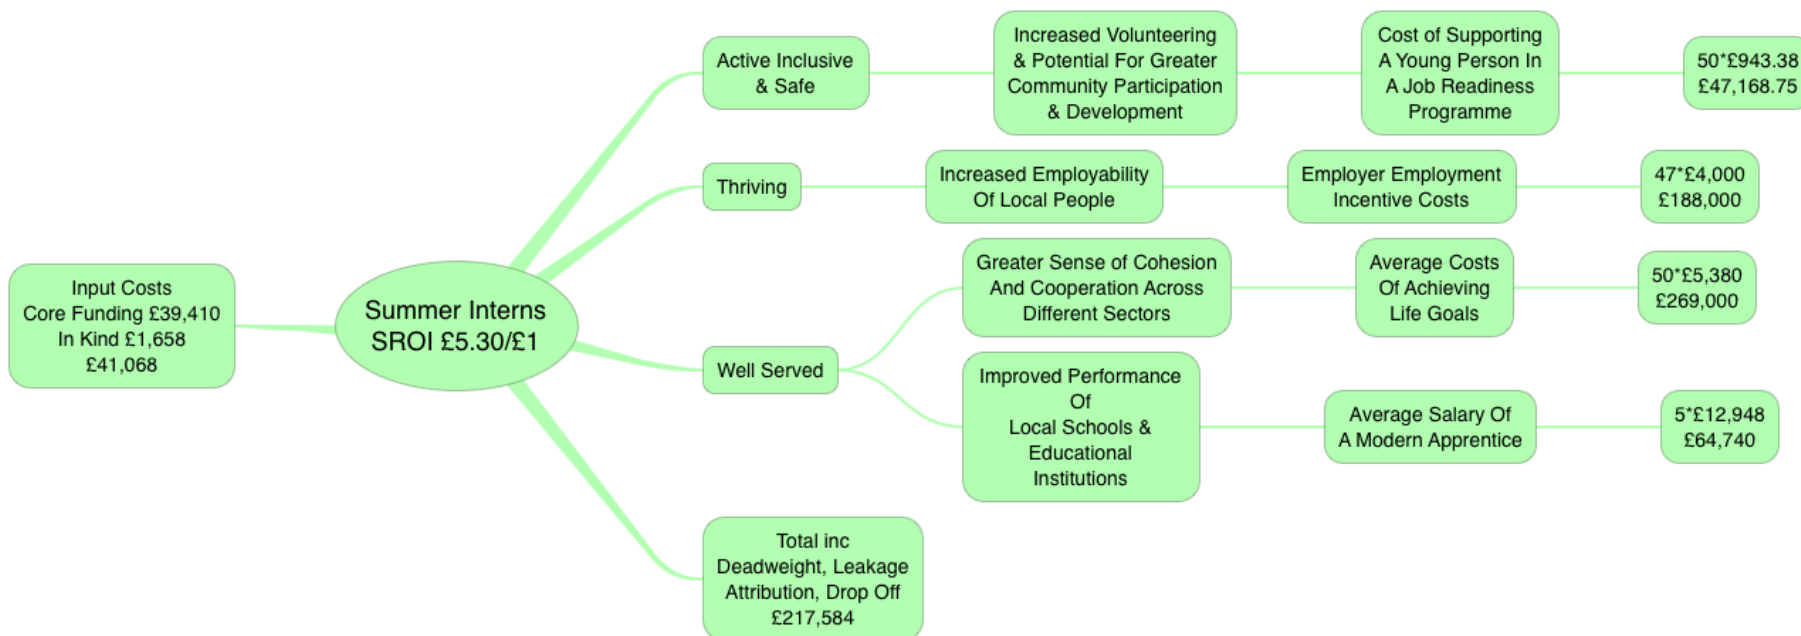 Input Costs
Core Funding £39,410
In Kind £1,658
£41,068
Summer Interns
SROI £5.30/£1
Active Inclusive
& Safe
Increased Volunteering
& Potential For Greater
Community Participation
& Development
Cost of Supporting
A Young Person In
A Job Readiness
Programme
50*£943.38
£47,168.75
Thriving
Increased Employability
Of Local People
Employer Employment
Incentive Costs
47*£4,000
£188,000
Well Served
Greater Sense of Cohesion
And Cooperation Across
Different Sectors
Average Costs
Of Achieving
Life Goals
50*£5,380
£269,000
Improved Performance
Of
Local Schools &
Educational
Institutions
Average Salary Of
A Modern Apprentice
5*£12,948
£64,740
Total inc
Deadweight, Leakage
Attribution, Drop Off
£217,584